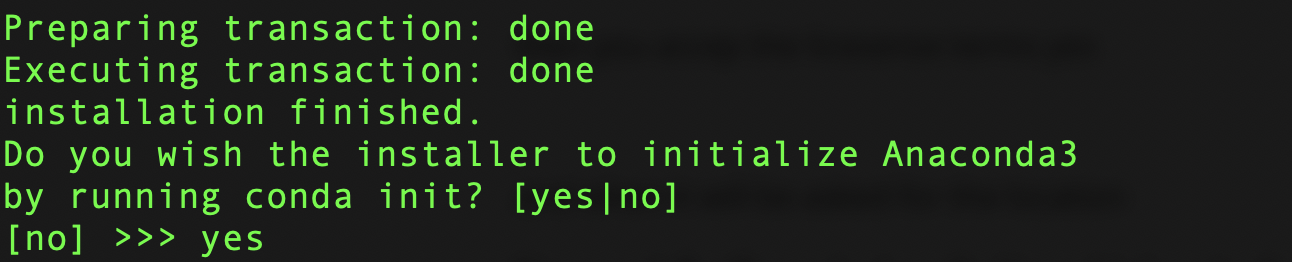 Preparing transaction: done
Executing transaction: done
installation finished.
Do you wish the installer to initialize Anaconda3
by running conda init? [yes|no]
[no] >>> yes